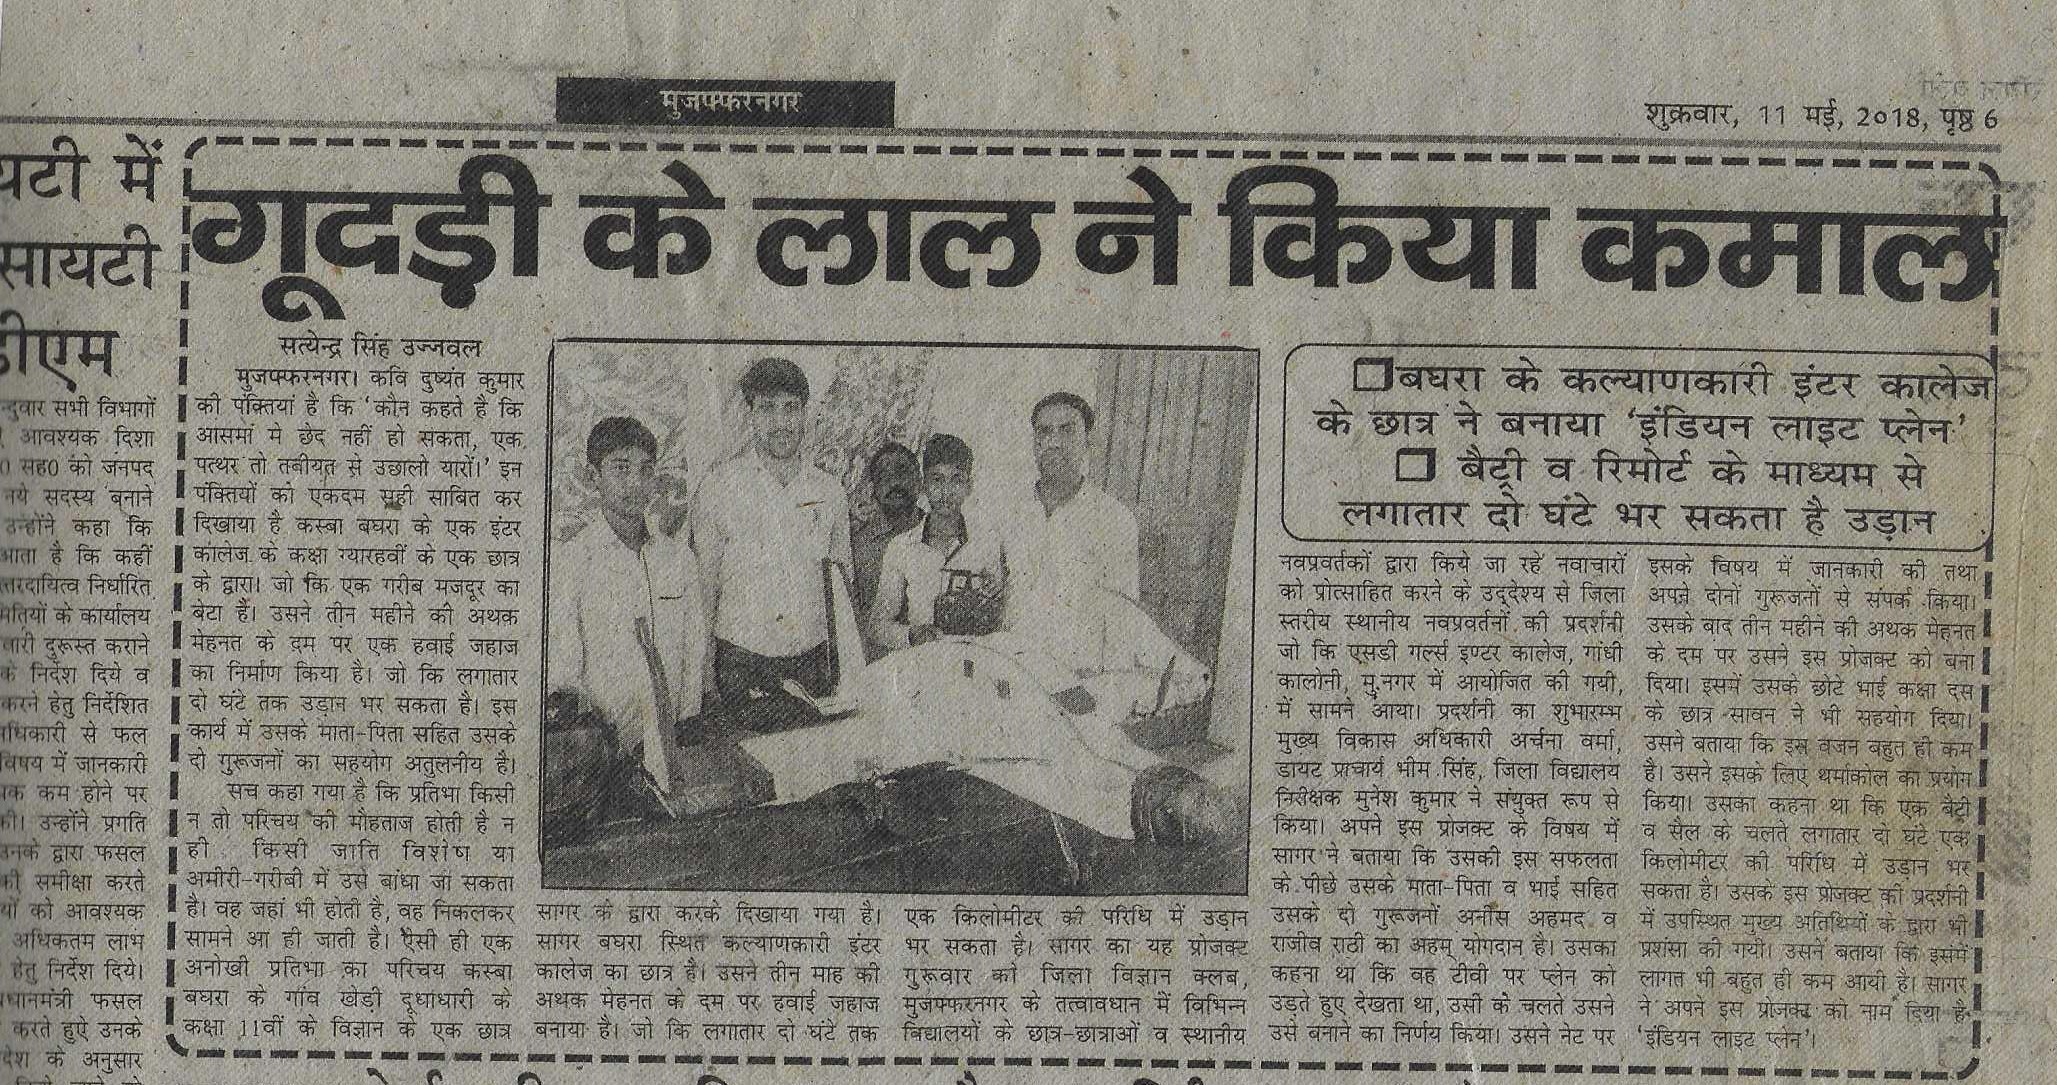 मुजफ्फरनगर
शुक्रवार, 11 मई, 2018, पृष्ठ 6
यटी में
सायटी
डीएम
न्दुवार सभी विभागों
आवश्यक दिशा
0 सह0 को जनपद
नये सदस्य बनाने
उन्होंने कहा कि
आता है कि कहीं
त्तरदायित्व निर्धारित
मतियों के कार्यालय
वारी दुरूस्त कराने
के निर्देश दिये व
करने हेतु निर्देशित
धिकारी से फल
विषय में जानकारी
यक कम होने पर
की। उन्होंने प्रगति
उनके द्वारा फसल
की समीक्षा करते
यों को आवश्यक
अधिकतम लाभ
हेतु निर्देश दिये।
धानमंत्री फसल
करते हुऐ उनके
देश के अनुसार
गूदड़ी के लाल ने किया कमाल
सत्येन्द्र सिंह उज्जवल
मुजफ्फरनगर। कवि दुष्यंत कुमार
की पंक्तियां है कि ‘कौन कहते है कि
आसमां मे छेद नहीं हो सकता, एक
पत्थर तो तबीयत से उछालो यारों।’ इन
पंक्तियों को एकदम सही साबित कर
दिखाया है कस्बा बघरा के एक इंटर
कॉलेज के कक्षा ग्यारहवीं के एक छात्र
के द्वारा। जो कि एक गरीब मजदूर का
बेटा हैं। उसने तीन महीने की अथक
मेहनत के दम पर एक हवाई जहाज
का निर्माण किया है। जो कि लगातार
दो घंटे तक उड़ान भर सकता है। इस
कार्य में उसके माता-पिता सहित उसके
दो गुरूजनों का सहयोग अतुलनीय है।
सच कहा गया है कि प्रतिभा किसी
न तो परिचय की मोहताज होती है न
ही किसी जाति विशेष या
अमीरी-गरीबी में उसे बांधा जा सकता
है। वह जहां भी होती है, वह निकलकर
सामने आ ही जाती है। ऐसी ही एक
अनोखी प्रतिभा का परिचय कस्बा
बघरा के गांव खेड़ी दूधाधारी के
कक्षा 11वीं के विज्ञान के एक छात्र
सागर के द्वारा करके दिखाया गया है।
सागर बघरा स्थित कल्याणकारी इंटर
कालेज का छात्र है। उसने तीन माह की
अथक मेहनत के दम पर हवाई जहाज
बनाया है। जो कि लगातार दो घंटे तक
एक किलोमीटर की परिधि में उड़ान
भर सकता है। सागर का यह प्रोजक्ट
गुरूवार को जिला विज्ञान क्लब,
मुजफ्फरनगर के तत्वावधान में विभिन्न
विद्यालयों के छात्र-छात्राओं व स्थानीय
❑बघरा के कल्याणकारी इंटर कालेज
के छात्र ने बनाया ‘इंडियन लाइट प्लेन’
❑ बैट्री व रिमोर्ट के माध्यम से
लगातार दो घंटे भर सकता है उड़ान
नवप्रवर्तकों द्वारा किये जा रहे नवाचारों
को प्रोत्साहित करने के उद्देश्य से जिला
स्तरीय स्थानीय नवप्रवर्तनों की प्रदर्शनी
जो कि एसडी गर्ल्स इण्टर कालेज, गांधी
कालोनी, मु.नगर में आयोजित की गयी,
में सामने आया। प्रदर्शनी का शुभारम्भ
मुख्य विकास अधिकारी अर्चना वर्मा,
डायट प्राचार्य भीम सिंह, जिला विद्यालय
निरीक्षक मुनेश कुमार ने संयुक्त रूप से
किया। अपने इस प्रोजक्ट के विषय में
सागर ने बताया कि उसकी इस सफलता
के पीछे उसके माता-पिता व भाई सहित
उसके दो गुरूजनों अनीस अहमद व
राजीव राठी का अहम् योगदान है। उसका
कहना था कि वह टीवी पर प्लेन को
उड़ते हुए देखता था, उसी के चलते उसने
उसे बनाने का निर्णय किया। उसने नेट पर
इसके विषय में जानकारी की तथा
अपने दोनों गुरूजनों से संपर्क किया।
उसके बाद तीन महीने की अथक मेहनत
के दम पर उसने इस प्रोजक्ट को बना
दिया। इसमें उसके छोटे भाई कक्षा दस
के छात्र सावन ने भी सहयोग दिया।
उसने बताया कि इस वजन बहुत ही कम
है। उसने इसके लिए थर्माकोल का प्रयोग
किया। उसका कहना था कि एक बैट्री
व सैल के चलते लगातार दो घंटे एक
किलोमीटर की परिधि में उड़ान भर
सकता है। उसके इस प्रोजक्ट की प्रदर्शनी
में उपस्थित मुख्य अतिथियों के द्वारा भी
प्रशंसा की गयी। उसने बताया कि इसमें
लागत भी बहुत ही कम आयी है। सागर
ने अपने इस प्रोजक्ट को नाम दिया है
‘इंडियन लाइट प्लेन’।